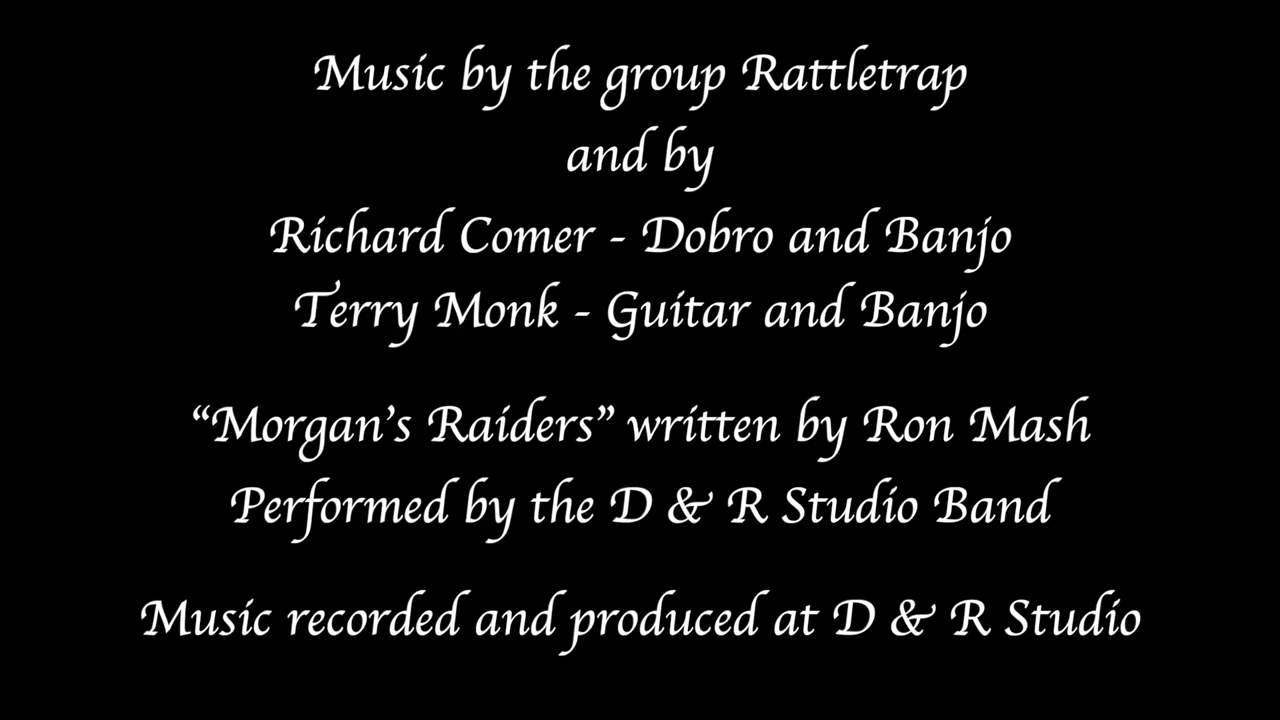 Music by the group Rattletrap
and by
Richard Comer - Dobro and Banjo
Terry Monk - Guitar and Banjo
“Morgan’s Raiders” written by Ron Mash
Performed by the D & R Studio Band
Music recorded and produced at D & R Studio